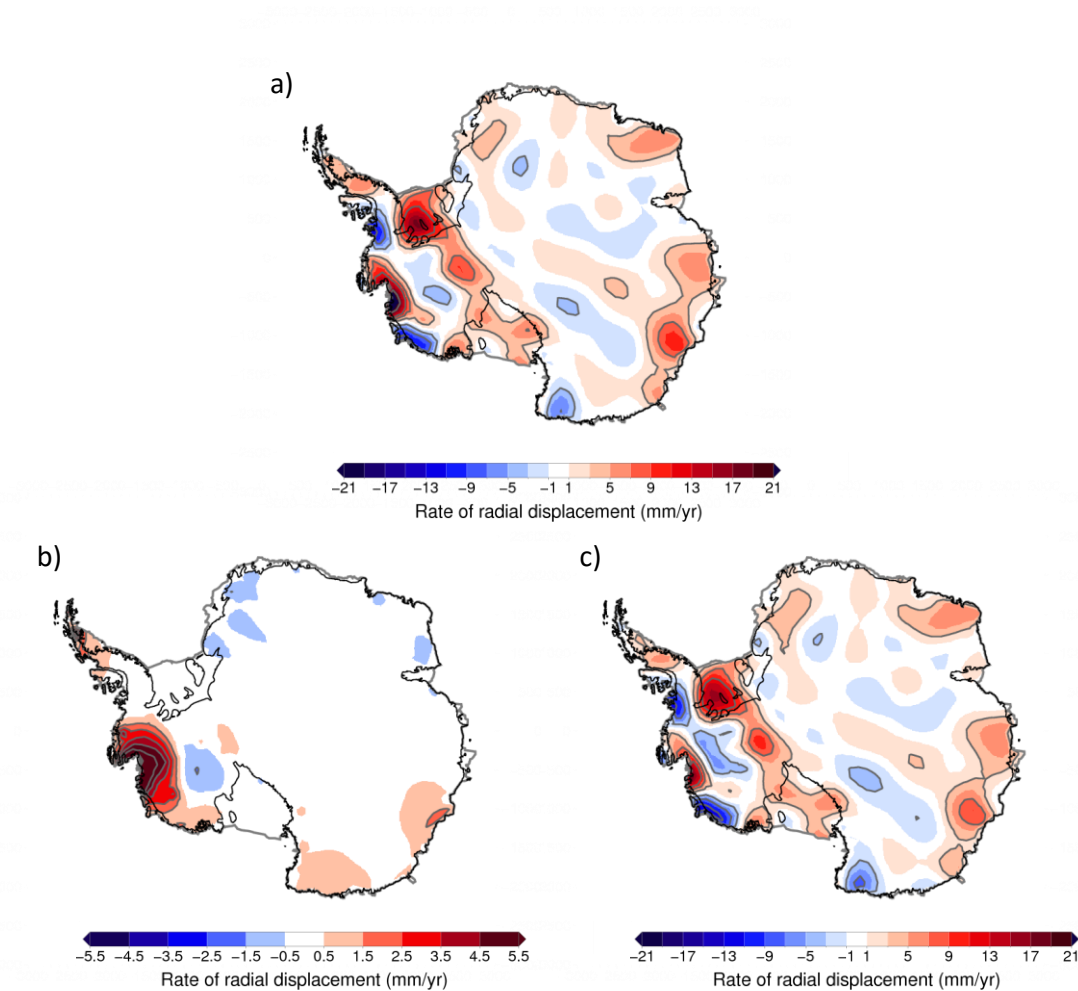 a)
−21 −17 −13 −9 −5 −1 1 5 9 13 17 21
Rate of radial displacement (mm/yr)
b)
c)
−5.5 −4.5 −3.5 −2.5 −1.5 −0.5 0.5 1.5 2.5 3.5 4.5 5.5
Rate of radial displacement (mm/yr)
−21 −17 −13 −9 −5 −1 1 5 9 13 17 21
Rate of radial displacement (mm/yr)